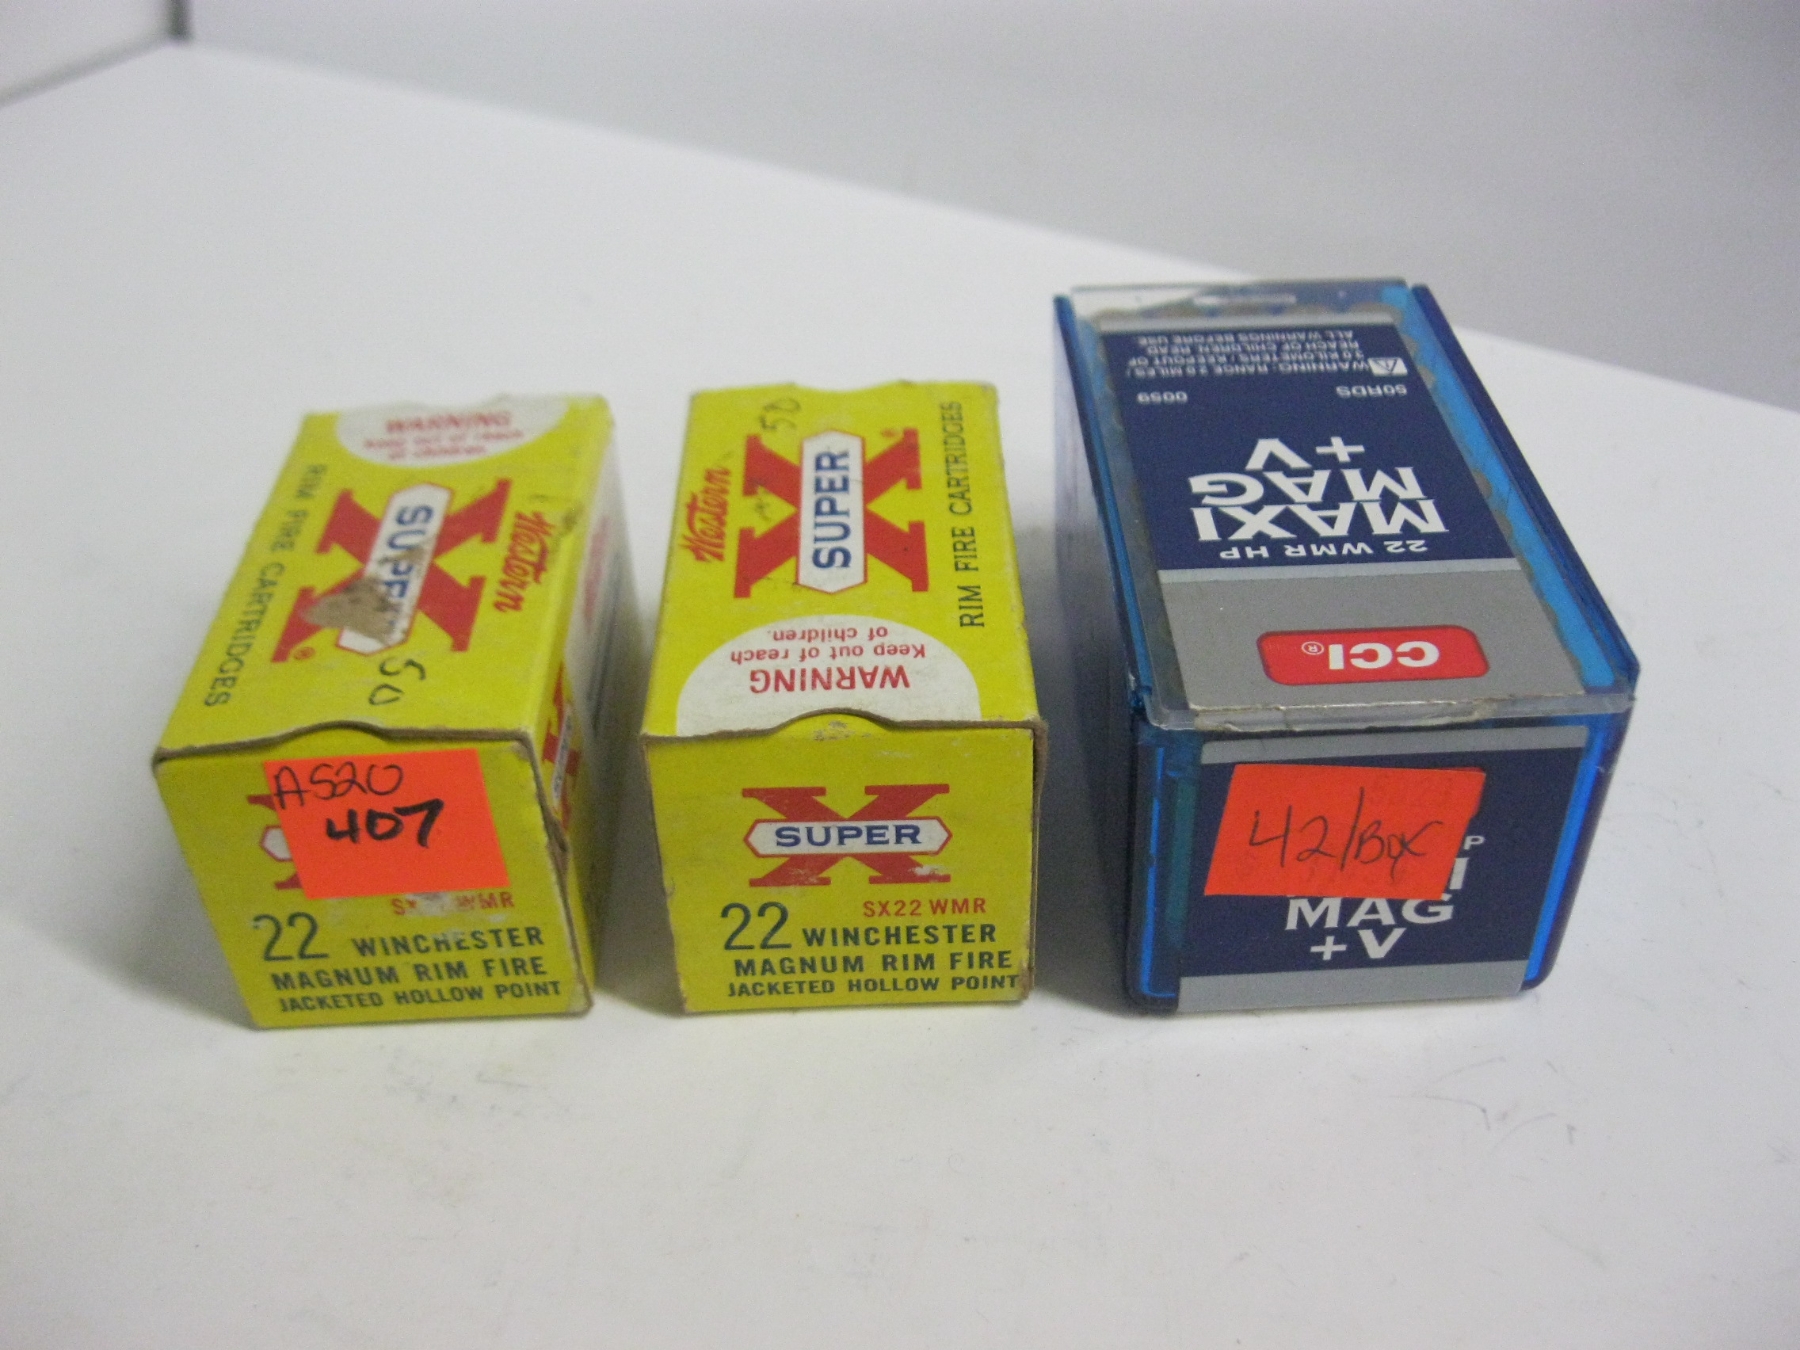 WARNING
Keep out of reach
of children.
RIM FIRE CARTRIDGES
X
SUPER
®
Western
50
A520
407
22 WINCHESTER
MAGNUM RIM FIRE
JACKETED HOLLOW POINT
50
Western
X
SUPER
®
RIM FIRE CARTRIDGES
WARNING
Keep out of reach
of children.
X
SUPER
SX22 WMR
22 WINCHESTER
MAGNUM RIM FIRE
JACKETED HOLLOW POINT
CCI®
22 WMR HP
MAXI
MAG
+V
50RDS 0059
WARNING: RANGE 2.0 MILES /
3.0 KILOMETERS / KEEP OUT OF
REACH OF CHILDREN. READ
ALL WARNINGS BEFORE USE.
42/Box
P
I
MAG
+V